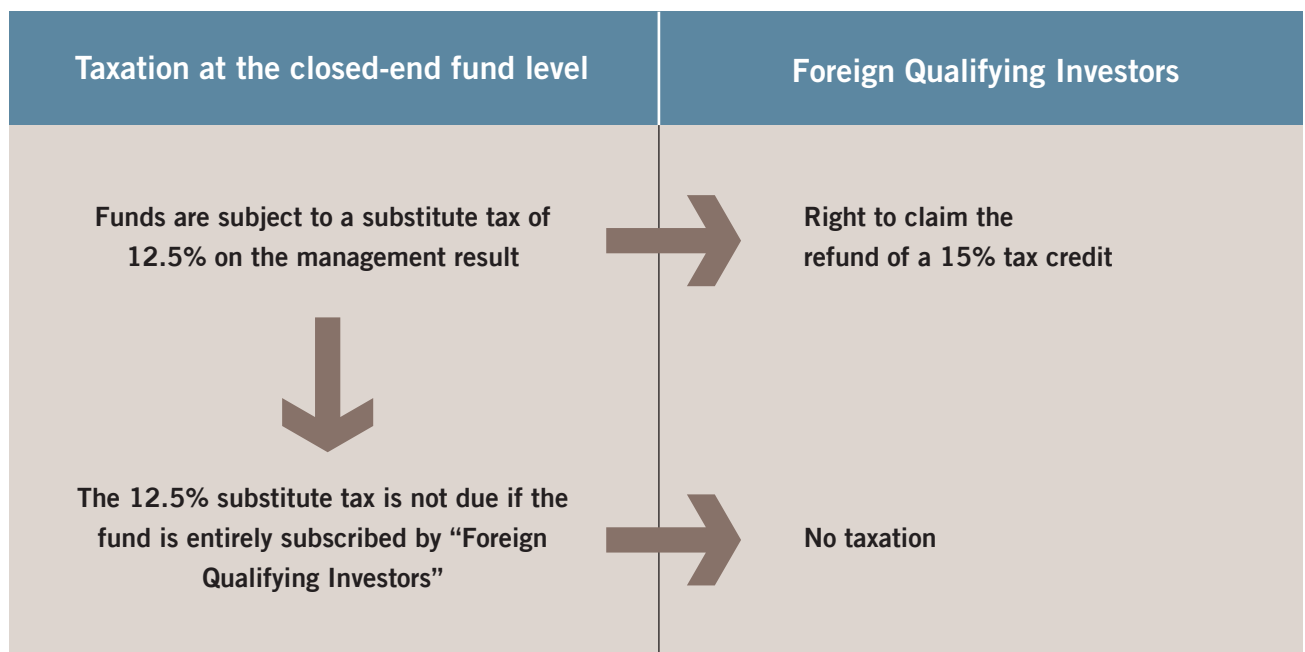 Taxation at the closed-end fund level
Foreign Qualifying Investors
Funds are subject to a substitute tax of
12.5% on the management result
Right to claim the
refund of a 15% tax credit
The 12.5% substitute tax is not due if the
fund is entirely subscribed by “Foreign
Qualifying Investors”
No taxation